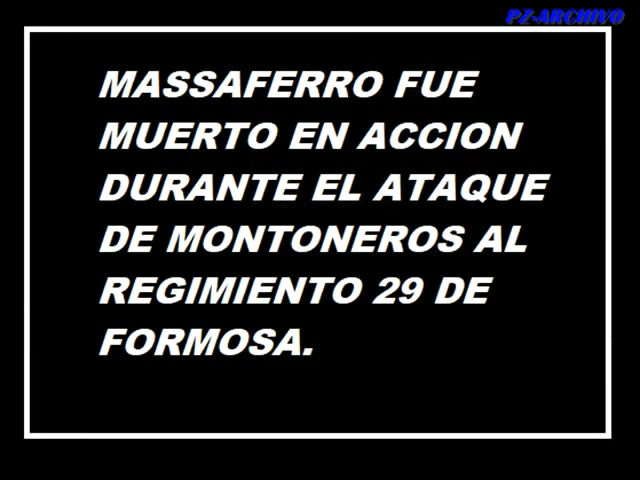 PZ-ARCHIVO
MASSAFERRO FUE
MUERTO EN ACCION
DURANTE EL ATAQUE
DE MONTONEROS AL
REGIMIENTO 29 DE
FORMOSA.